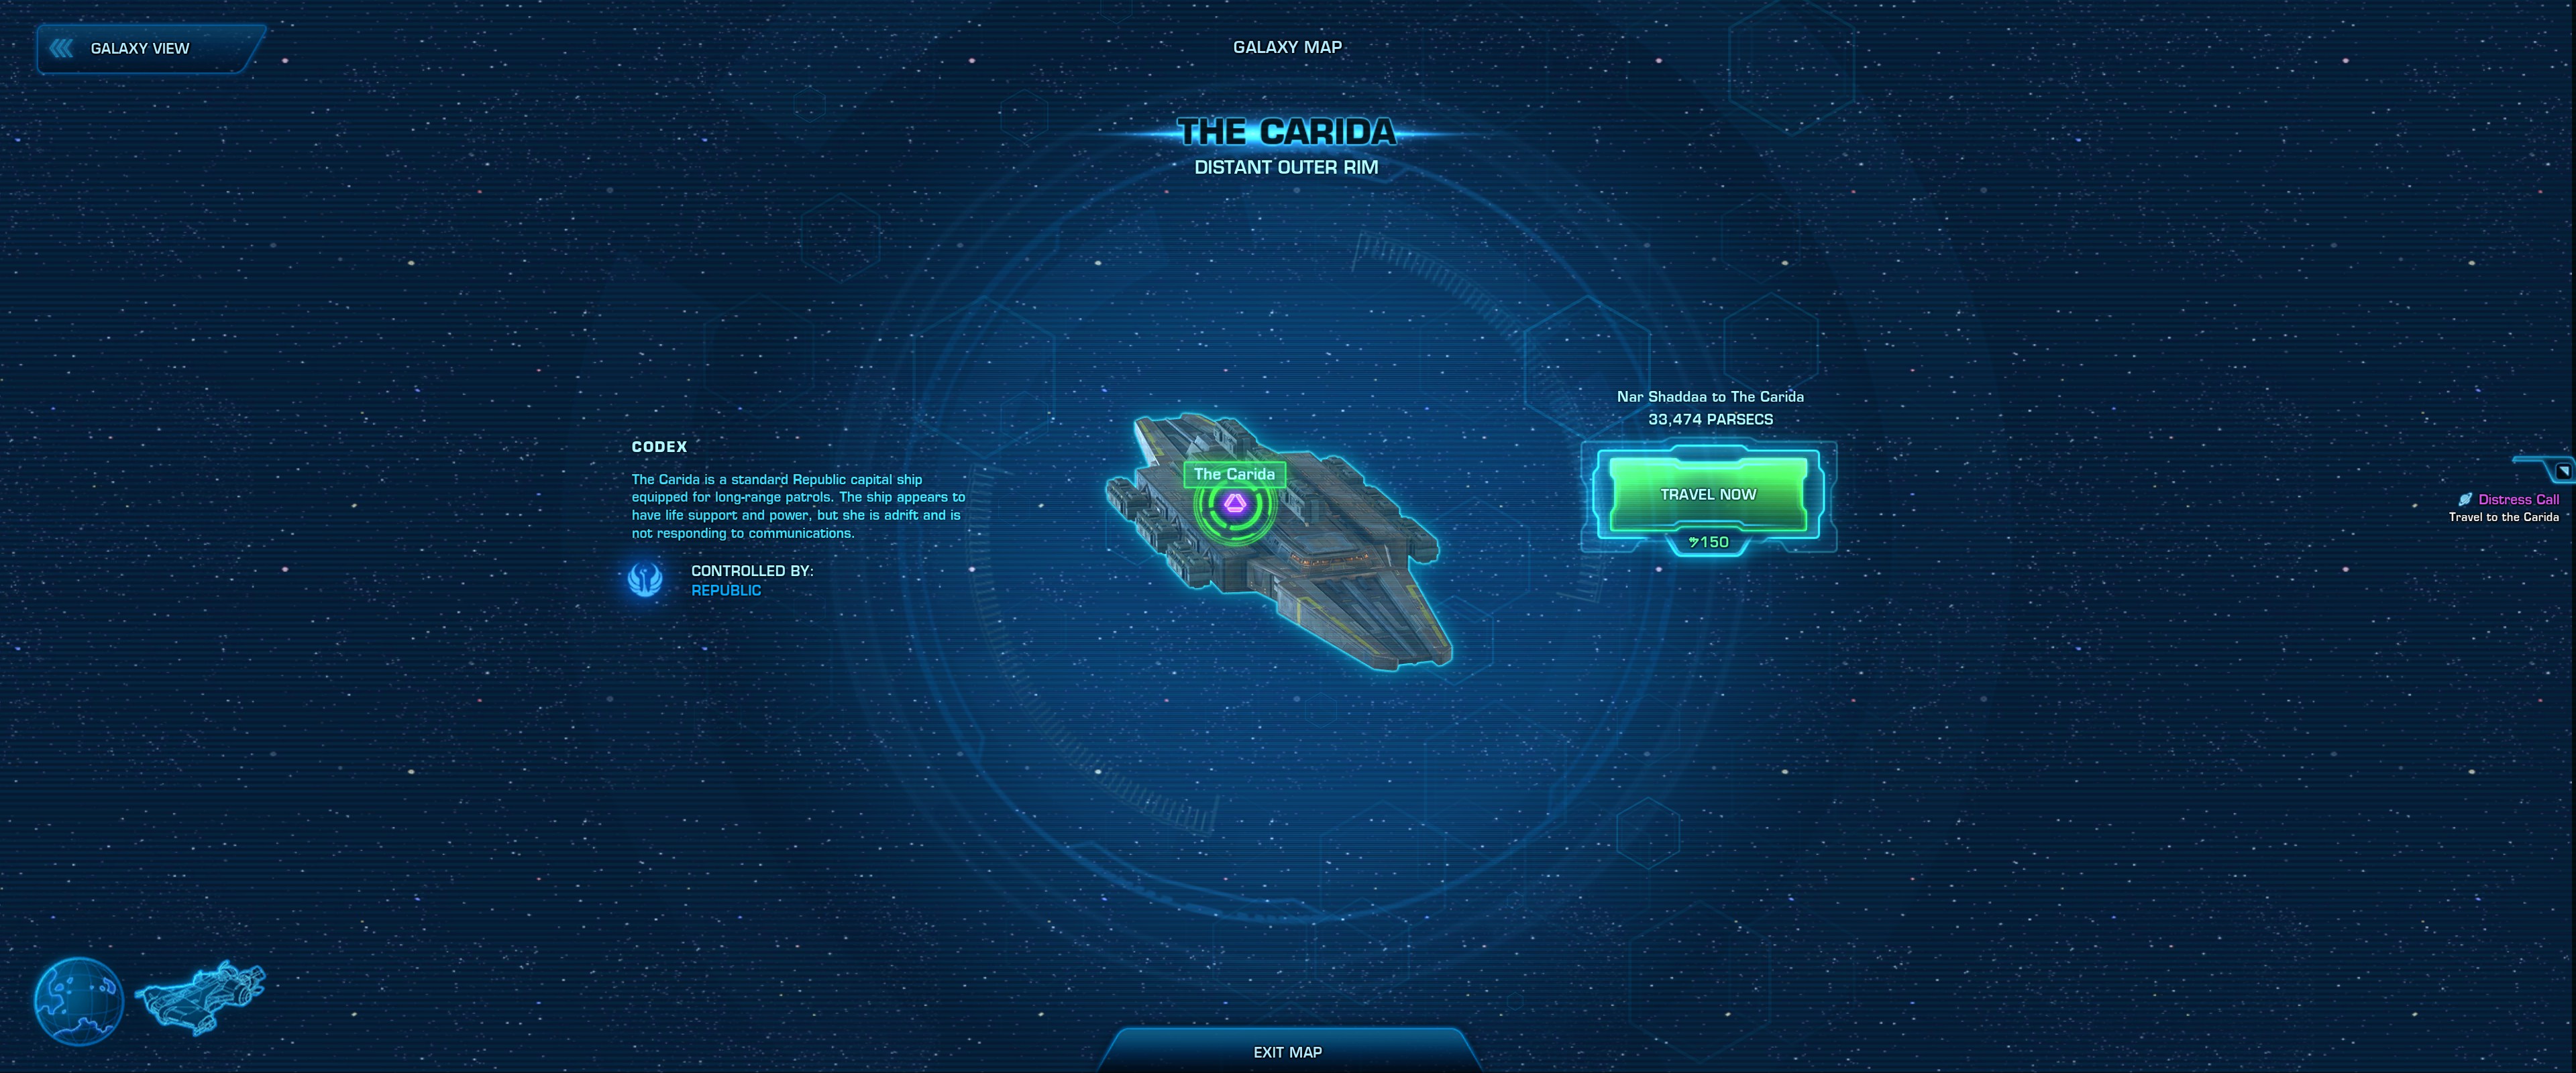 GALAXY VIEW
GALAXY MAP
THE CARIDA
DISTANT OUTER RIM
Nar Shaddaa to The Carida
33,474 PARSECS
TRAVEL NOW
150
CODEX
The Carida is a standard Republic capital ship
equipped for long-range patrols. The ship appears to
have life support and power, but she is adrift and is
not responding to communications.
CONTROLLED BY:
REPUBLIC
The Carida
Distress Call
Travel to the Carida
EXIT MAP